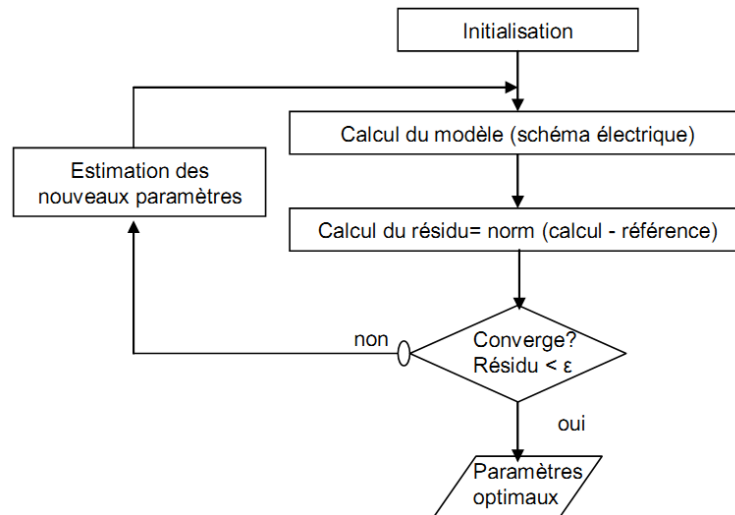 Initialisation
Calcul du modèle (schéma électrique)
Estimation des
nouveaux paramètres
Calcul du résidu= norm (calcul - référence)
non
Converge?
Résidu < ε
oui
Paramètres
optimaux